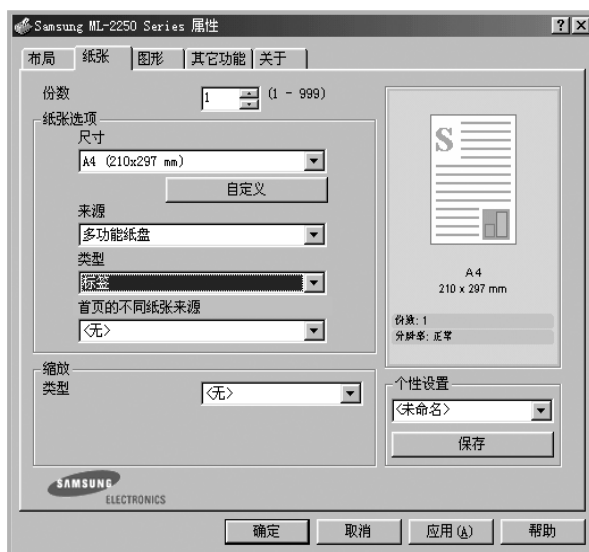 Samsung ML-2250 Series 属性
布局 纸张 图形 其它功能 关于
份数 1 (1 - 999)
纸张选项
尺寸
A4 (210x297 mm)
自定义
来源
多功能纸盘
类型
标签
首页的不同纸张来源
<无>
缩放
类型 <无>
SAMSUNG
ELECTRONICS
S
A4
210 x 297 mm
份数: 1
分辨率: 正常
个性设置
<未命名>
保存
确定 取消 应用(A) 帮助